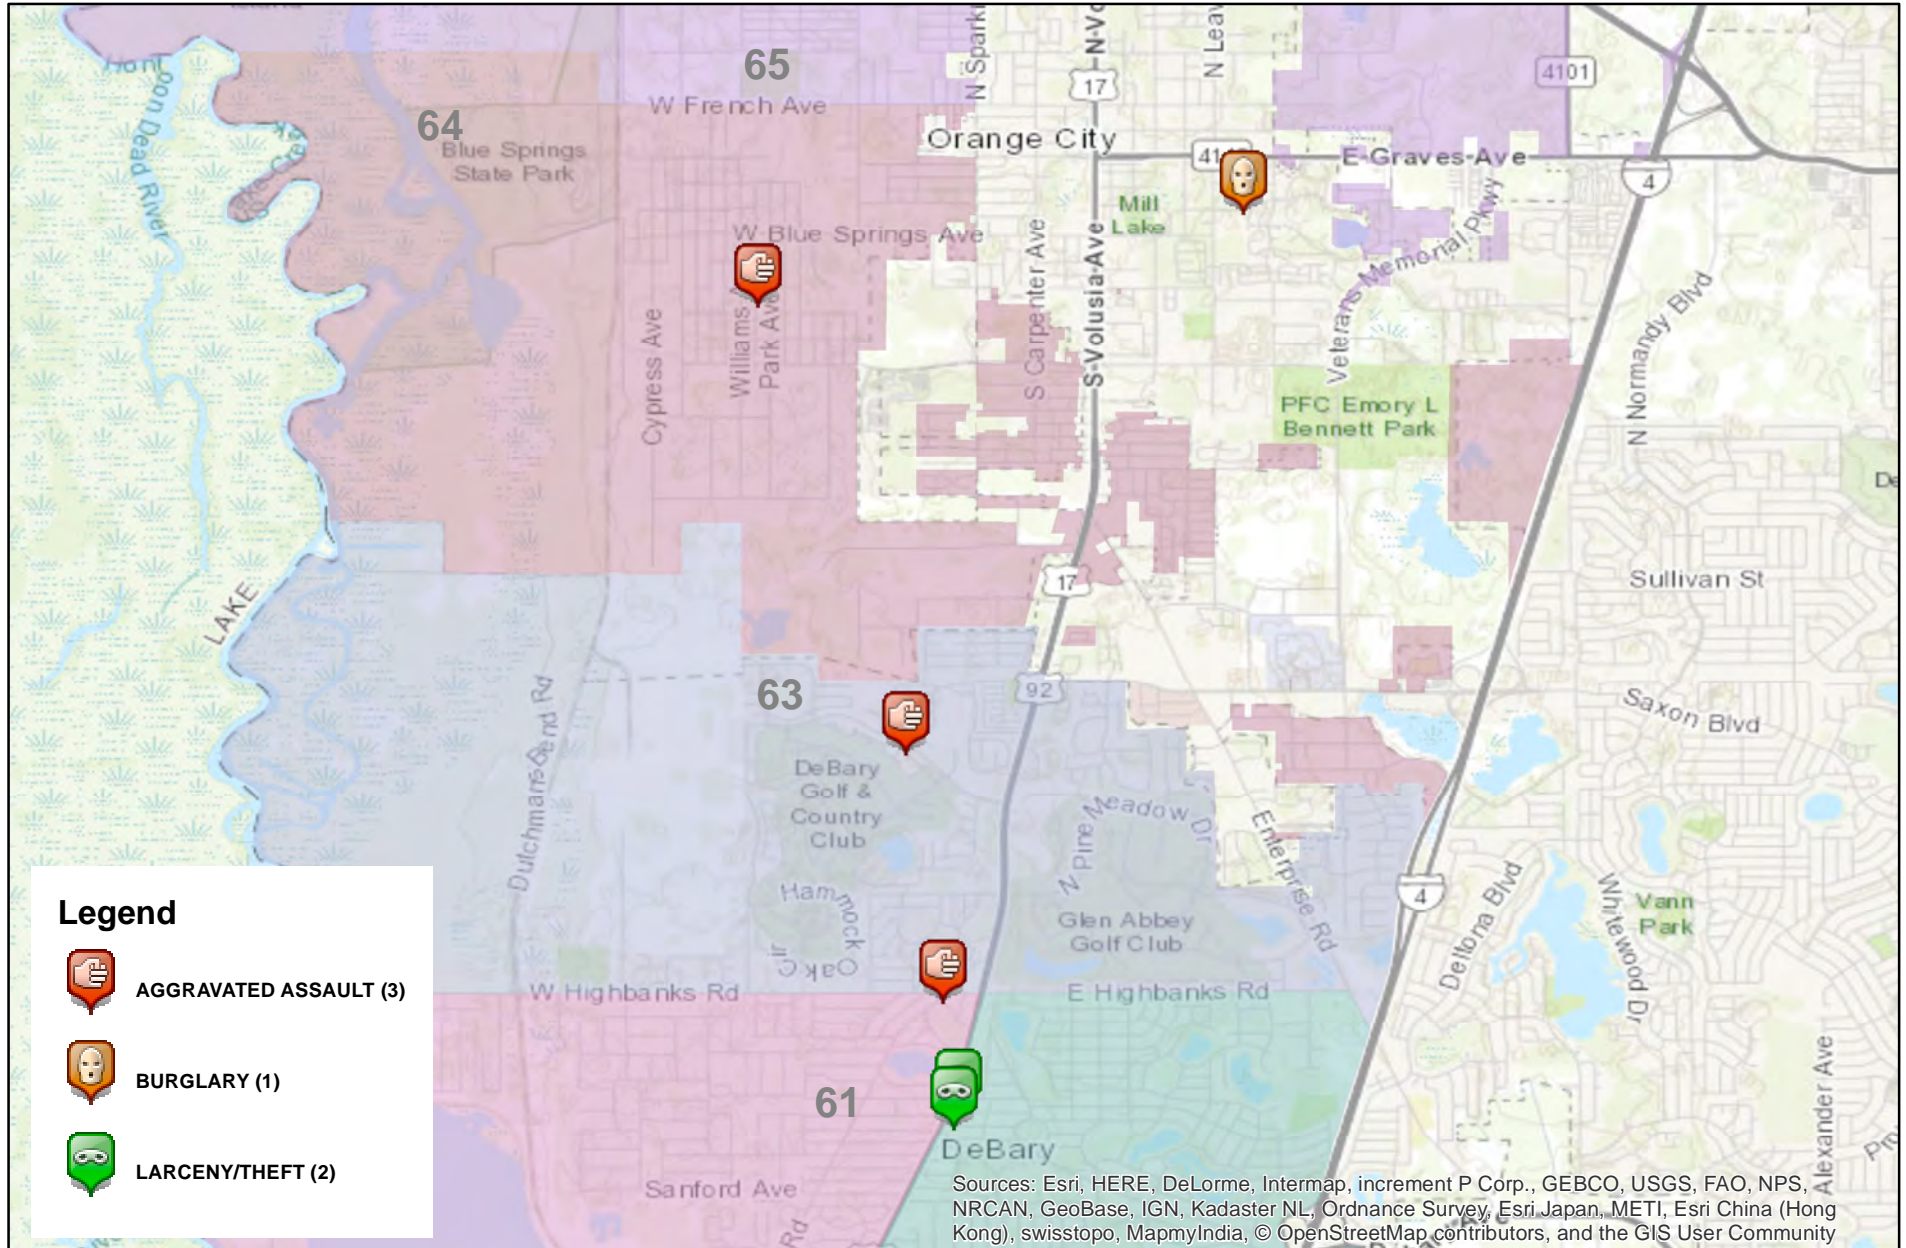 65
W French Ave
N Spark
17
N Leav
4101
64
Blue Springs
State Park
Dead River
Orange City
E Graves Ave
4
Mill
Lake
W Blue Springs Ave
S Carpenter Ave
S Volusia Ave
Veterans Memorial Pkwy
N Normandy Blvd
Cypress Ave
Williams
Park Ave
PFC Emory L
Bennett Park
De
LAKE
17
Sullivan St
63
92
Saxon Blvd
Dutchmans Bend Rd
DeBary
Golf &
Country
Club
N Pine Meadow Dr
Enterprise Rd
Hammock
Oak Cir
Glen Abbey
Golf Club
4
Deltona Blvd
Whitewood Dr
Vann
Park
W Highbanks Rd
E Highbanks Rd
61
DeBary
Sanford Ave
Rd
Alexander Ave
Pro
Legend
AGGRAVATED ASSAULT (3)
BURGLARY (1)
LARCENY/THEFT (2)
Sources: Esri, HERE, DeLorme, Intermap, increment P Corp., GEBCO, USGS, FAO, NPS,
NRCAN, GeoBase, IGN, Kadaster NL, Ordnance Survey, Esri Japan, METI, Esri China (Hong
Kong), swisstopo, MapmyIndia, © OpenStreetMap contributors, and the GIS User Community